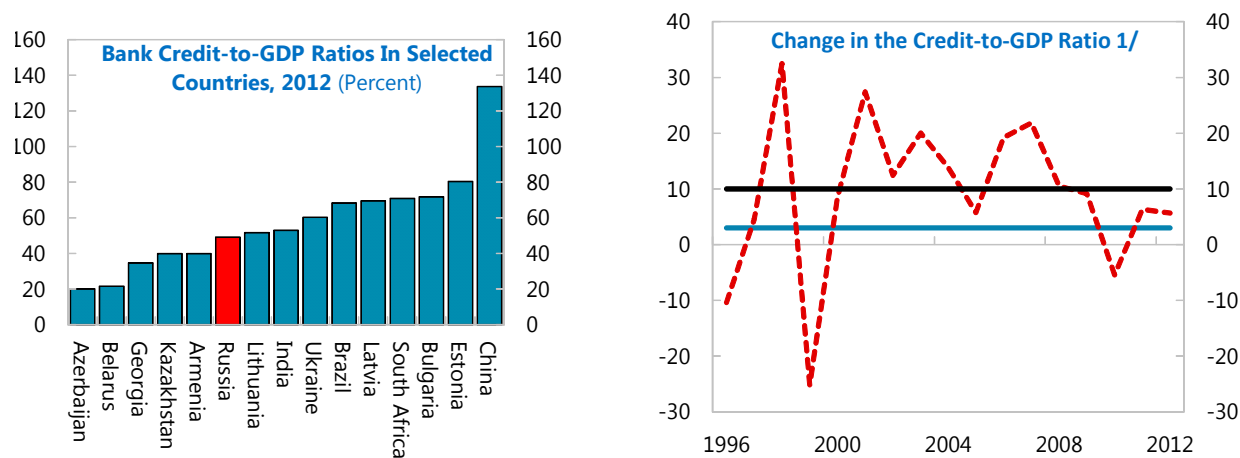 Bank Credit-to-GDP Ratios In Selected
Countries, 2012 (Percent)
160
140
120
100
80
60
40
20
0
160
140
120
100
80
60
40
20
0
Azerbaijan
Belarus
Georgia
Kazakhstan
Armenia
Russia
Lithuania
India
Ukraine
Brazil
Latvia
South Africa
Bulgaria
Estonia
China
Change in the Credit-to-GDP Ratio 1/
40
30
20
10
0
-10
-20
-30
40
30
20
10
0
-10
-20
-30
1996
2000
2004
2008
2012